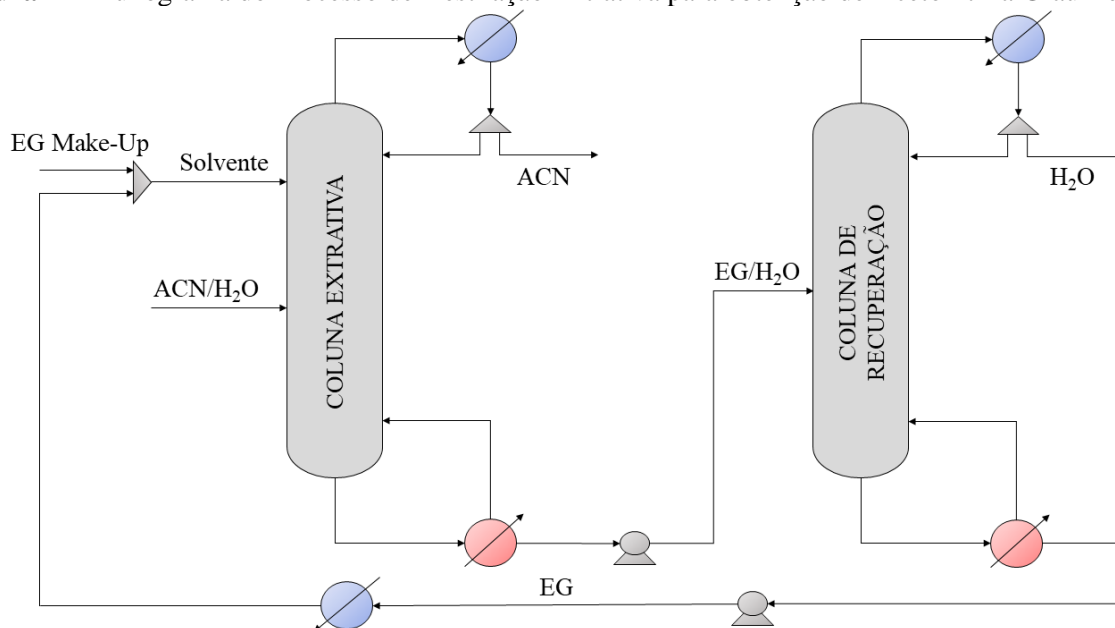 EG Make-Up
Solvente
ACN/H₂O
COLUNA EXTRATIVA
ACN
EG/H₂O
COLUNA DE
RECUPERAÇÃO
H₂O
EG